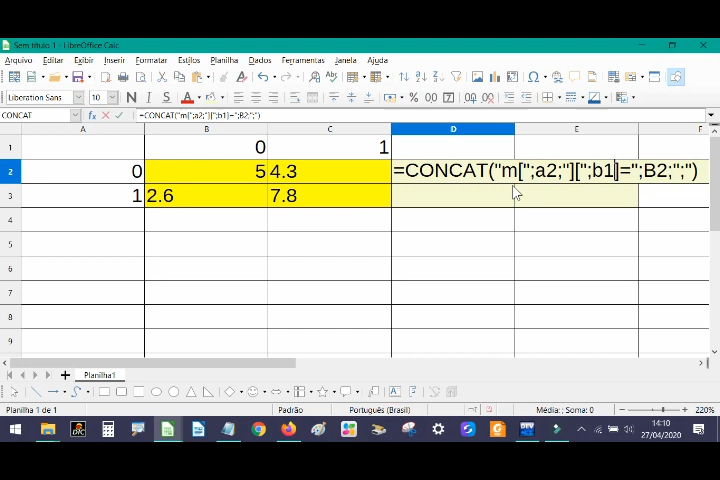 Sem título 1 - LibreOffice Calc
Arquivo Editar Exibir Inserir Formatar Estilos Planilha Dados Ferramentas Janela Ajuda
Liberation Sans 10 N I S A % 00 7
CONCAT fx =CONCAT("m[";a2;"][";b1]=";B2;";")
A B C D E F
1 0 1
2 0 5 4.3 =CONCAT("m[";a2;"][";b1]=";B2;";")
3 1 2.6 7.8
4
5
6
7
8
9
Planilha1
Planilha 1 de 1 Padrão Português (Brasil) Média: ; Soma: 0 220%
14:10
27/04/2020